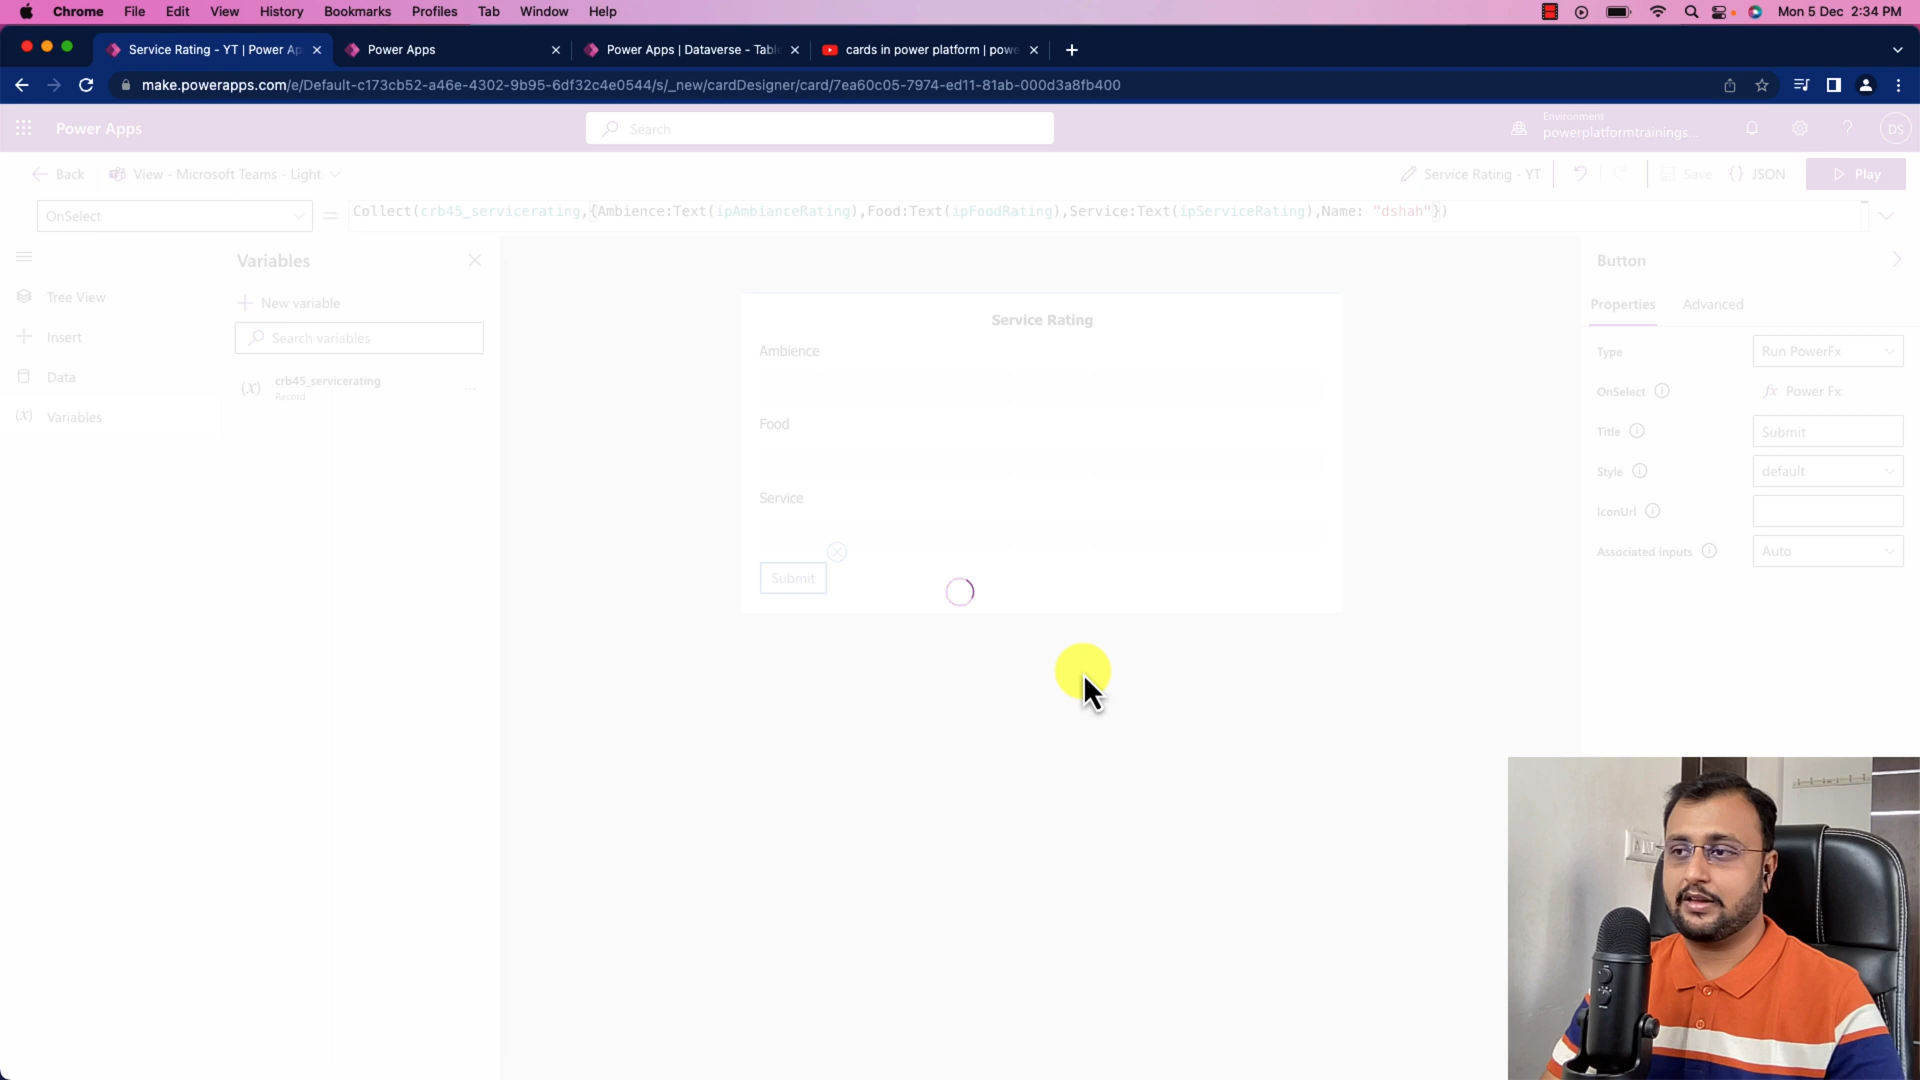 Chrome File Edit View History Bookmarks Profiles Tab Window Help Mon 5 Dec 2:34 PM
Service Rating - YT | Power Ap Power Apps Power Apps | Dataverse - Tabl cards in power platform | powe
make.powerapps.com/e/Default-c173cb52-a46e-4302-9b95-6df32c4e0544/s/_new/cardDesigner/card/7ea60c05-7974-ed11-81ab-000d3a8fb400
Power Apps Search Environment
powerplatformtrainings... DS
Back View - Microsoft Teams - Light Service Rating - YT Save {} JSON Play
OnSelect = Collect(crb45_servicerating,{Ambience:Text(ipAmbianceRating),Food:Text(ipFoodRating),Service:Text(ipServiceRating),Name: "dshah"})
Tree View
Insert
Data
(x) Variables
Variables
New variable
Search variables
(x) crb45_servicerating ...
Record
Service Rating
Ambience
Food
Service
Submit
Button
Properties Advanced
Type Run PowerFx
OnSelect fx Power Fx
Title Submit
Style default
IconUrl
Associated inputs Auto